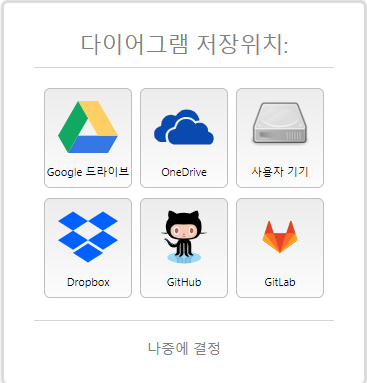 다이어그램 저장위치:
Google 드라이브
OneDrive
사용자 기기
Dropbox
GitHub
GitLab
나중에 결정